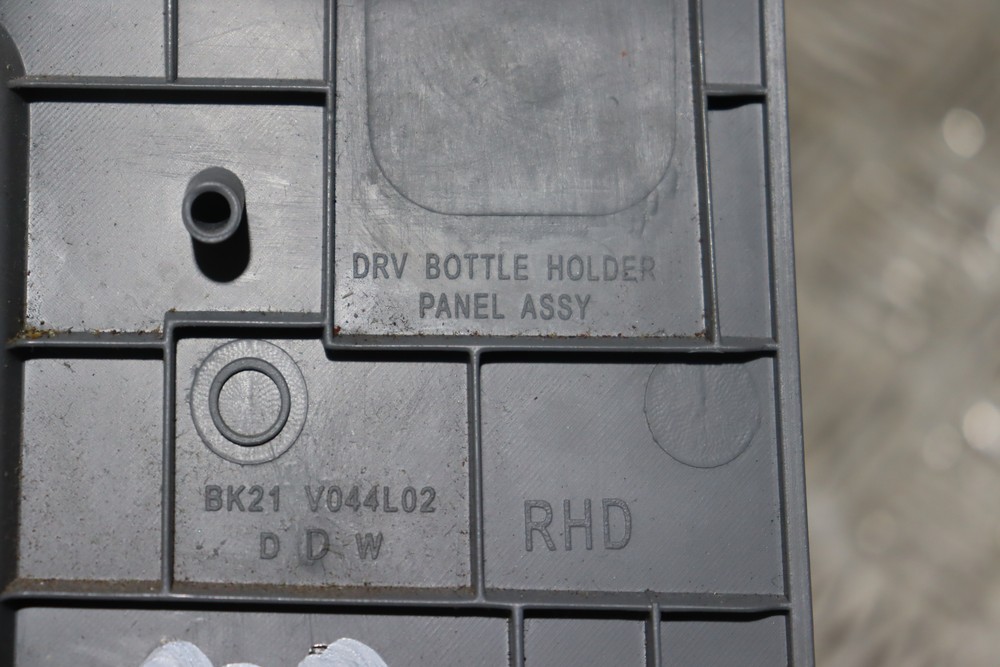 DRV BOTTLE HOLDER
PANEL ASSY
BK21 V044L02
D D W
RHD